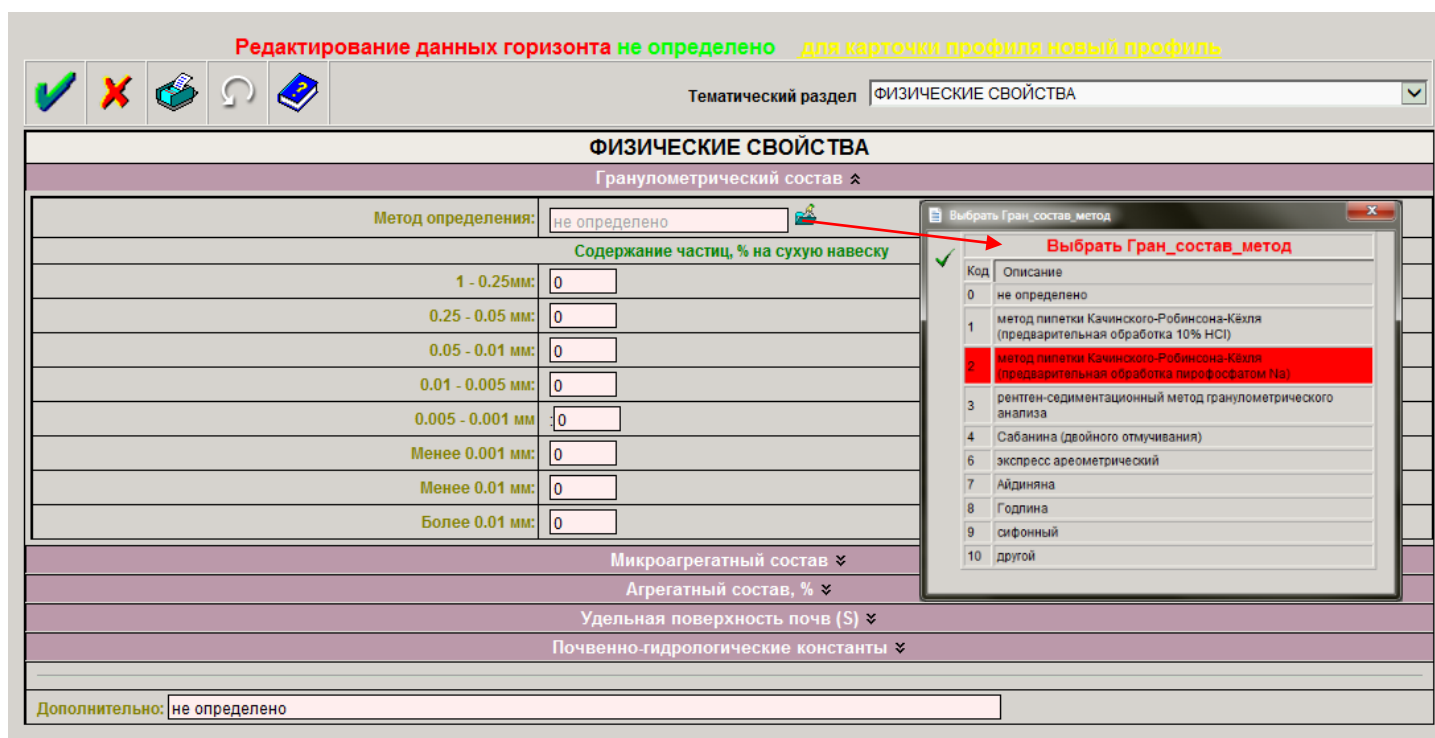 Редактирование данных горизонта не определено для карточки профиля новый профиль
Тематический раздел ФИЗИЧЕСКИЕ СВОЙСТВА
ФИЗИЧЕСКИЕ СВОЙСТВА
Гранулометрический состав
Метод определения: не определено
Содержание частиц, % на сухую навеску
1 - 0.25мм: 0
0.25 - 0.05 мм: 0
0.05 - 0.01 мм: 0
0.01 - 0.005 мм: 0
0.005 - 0.001 мм :0
Менее 0.001 мм: 0
Менее 0.01 мм: 0
Более 0.01 мм: 0
Выбрать Гран_состав_метод
Выбрать Гран_состав_метод
Код Описание
0 не определено
1 метод пипетки Качинского-Робинсона-Кёхля
(предварительная обработка 10% HCl)
2 метод пипетки Качинского-Робинсона-Кёхля
(предварительная обработка пирофосфатом Na)
3 рентген-седиментационный метод гранулометрического
анализа
4 Сабанина (двойного отмучивания)
6 экспресс ареометрический
7 Айдиняна
8 Годлина
9 сифонный
10 другой
Микроагрегатный состав
Агрегатный состав, %
Удельная поверхность почв (S)
Почвенно-гидрологические константы
Дополнительно: не определено